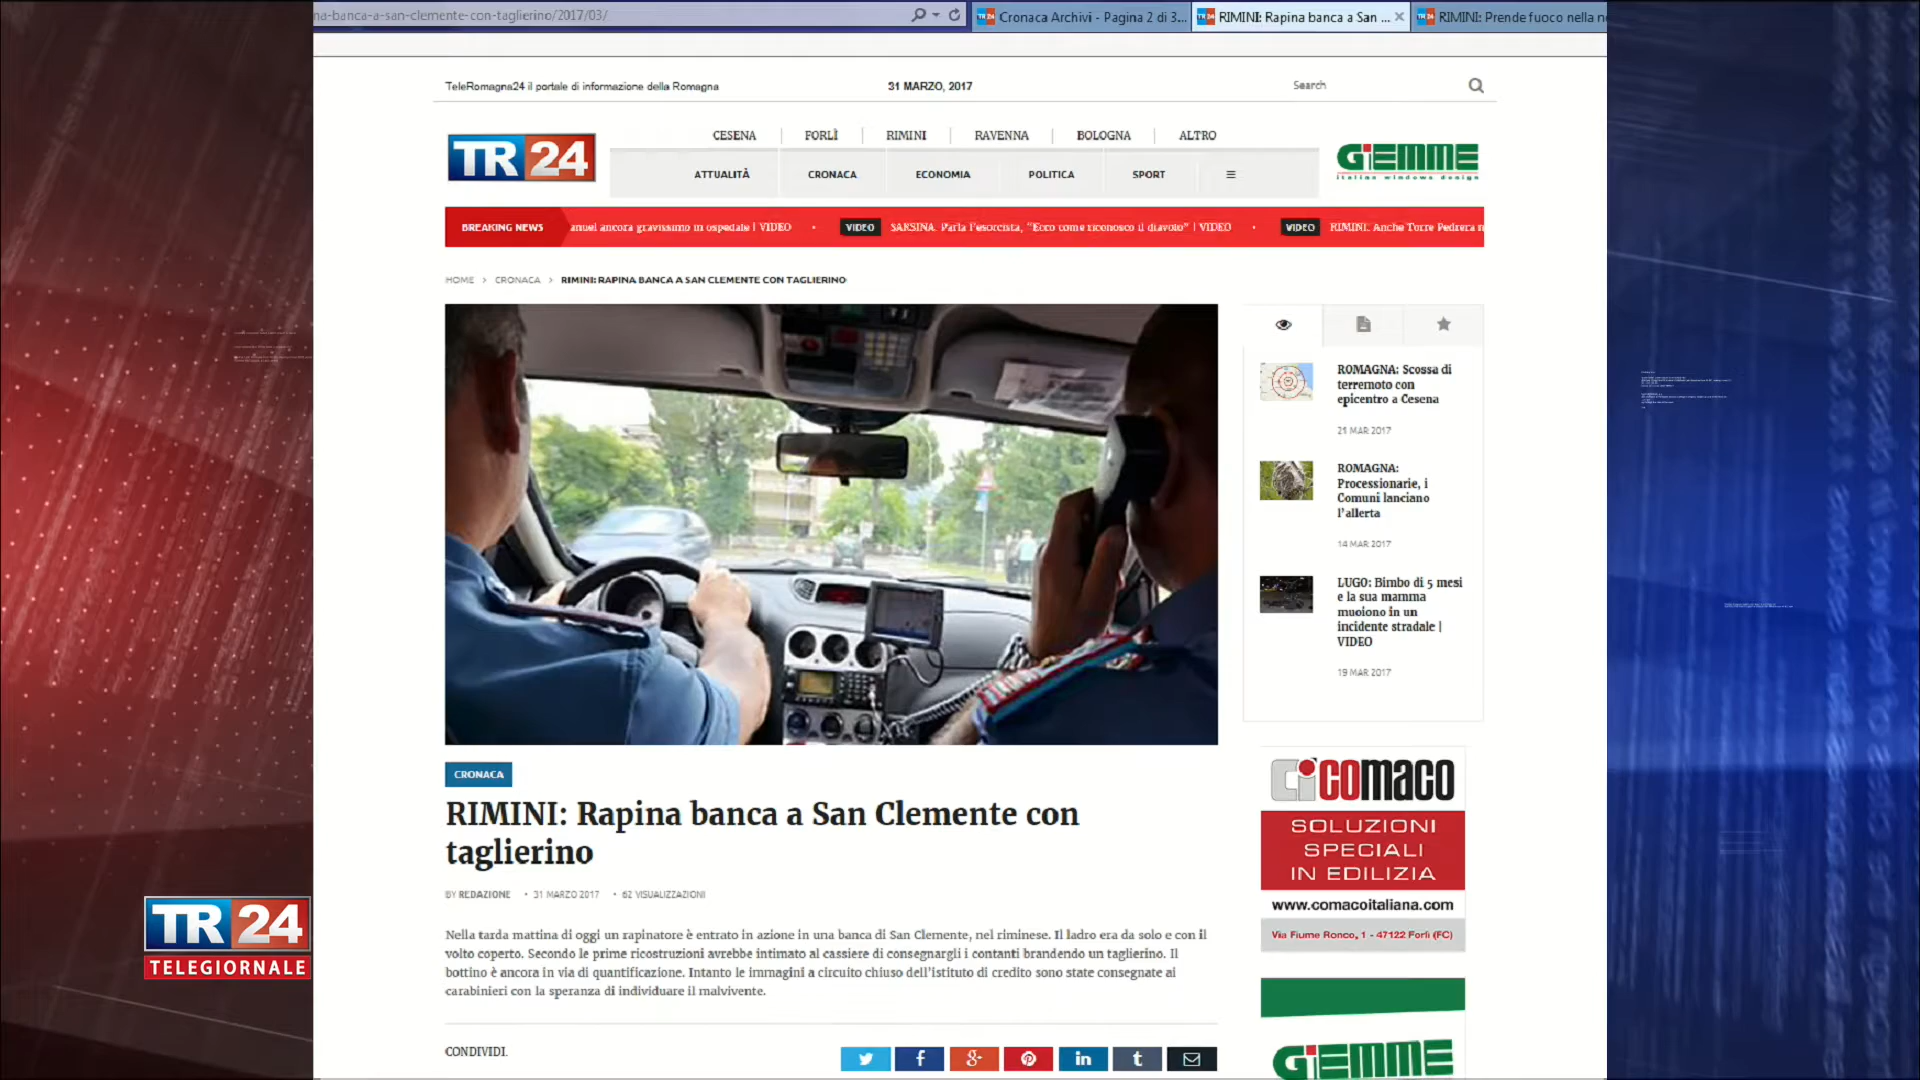 na-banca-a-san-clemente-con-taglierino/2017/03/
Cronaca Archivi - Pagina 2 di 3...
RIMINI: Rapina banca a San ...
RIMINI: Prende fuoco nella n
TeleRomagna24 il portale di informazione della Romagna
31 MARZO, 2017
Search
CESENA
FORLÌ
RIMINI
RAVENNA
BOLOGNA
ALTRO
TR 24
ATTUALITÀ
CRONACA
ECONOMIA
POLITICA
SPORT
GIEMME
italian windows design
BREAKING NEWS
anuel ancora gravissimo in ospedale | VIDEO
VIDEO
SARSINA: Parla l'esorcista, "Ecco come riconosco il diavolo" | VIDEO
VIDEO
RIMINI: Anche Torre Pedrera n
HOME > CRONACA > RIMINI: RAPINA BANCA A SAN CLEMENTE CON TAGLIERINO
ROMAGNA: Scossa di
terremoto con
epicentro a Cesena
21 MAR 2017
ROMAGNA:
Processionarie, i
Comuni lanciano
l'allerta
14 MAR 2017
LUGO: Bimbo di 5 mesi
e la sua mamma
muoiono in un
incidente stradale |
VIDEO
19 MAR 2017
CRONACA
RIMINI: Rapina banca a San Clemente con
taglierino
BY REDAZIONE • 31 MARZO 2017 • 62 VISUALIZZAZIONI
Nella tarda mattina di oggi un rapinatore è entrato in azione in una banca di San Clemente, nel riminese. Il ladro era da solo e con il
volto coperto. Secondo le prime ricostruzioni avrebbe intimato al cassiere di consegnargli i contanti brandendo un taglierino. Il
bottino è ancora in via di quantificazione. Intanto le immagini a circuito chiuso dell'istituto di credito sono state consegnate ai
carabinieri con la speranza di individuare il malvivente.
CONDIVIDI.
Ci COMACO
SOLUZIONI
SPECIALI
IN EDILIZIA
www.comacoitaliana.com
Via Fiume Ronco, 1 - 47122 Forlì (FC)
GIEMME
TR 24
TELEGIORNALE